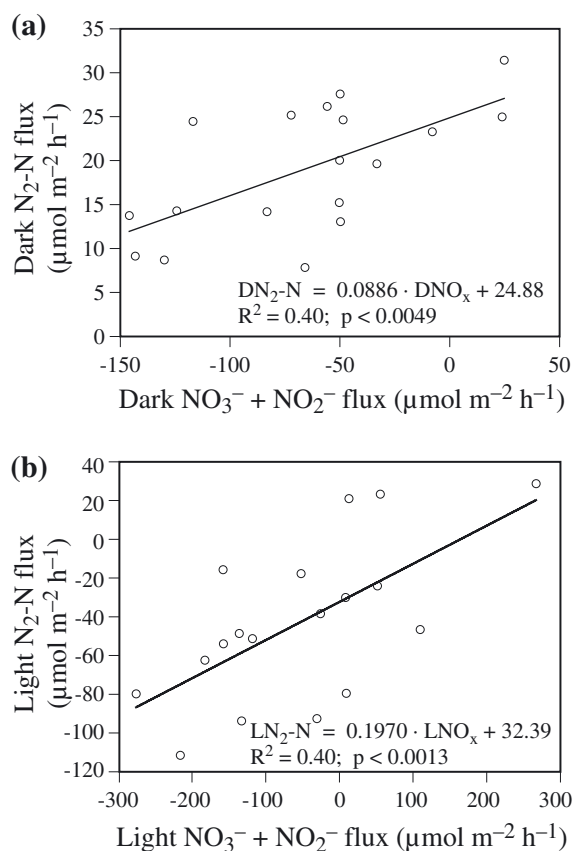 (a)
Dark N₂-N flux
(µmol m⁻² h⁻¹)
35
30
25
20
15
10
5
0
DN₂-N = 0.0886 · DNOₓ + 24.88
R² = 0.40; p < 0.0049
-150 -100 -50 0 50
Dark NO₃⁻ + NO₂⁻ flux (µmol m⁻² h⁻¹)
(b)
Light N₂-N flux
(µmol m⁻² h⁻¹)
40
20
0
-20
-40
-60
-80
-100
-120
LN₂-N = 0.1970 · LNOₓ + 32.39
R² = 0.40; p < 0.0013
-300 -200 -100 0 100 200 300
Light NO₃⁻ + NO₂⁻ flux (µmol m⁻² h⁻¹)